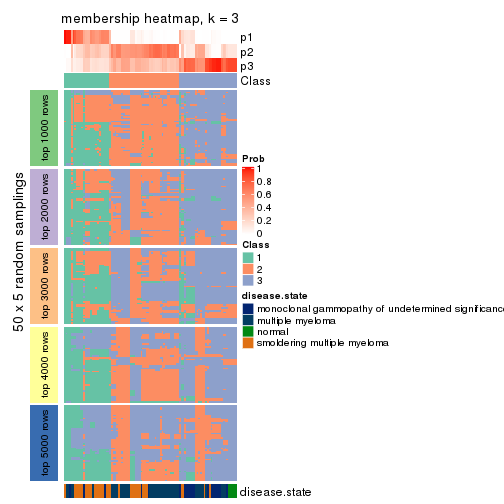 membership heatmap, k = 3
p1
p2
p3
Class
50 x 5 random samplings
top 1000 rows
top 2000 rows
top 3000 rows
top 4000 rows
top 5000 rows
Prob
1
0.8
0.6
0.4
0.2
0
Class
1
2
3
disease.state
monoclonal gammopathy of undetermined significance
multiple myeloma
normal
smoldering multiple myeloma
disease.state